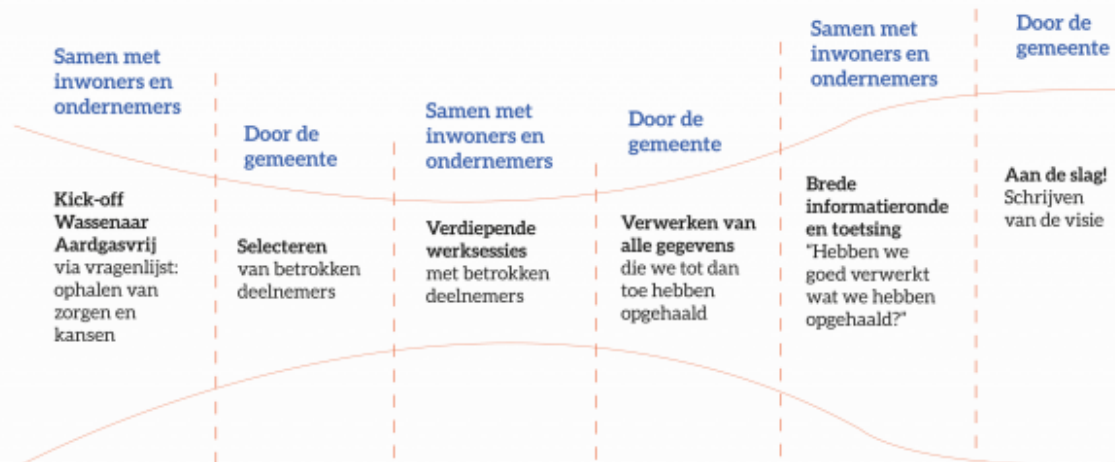 Samen met
inwoners en
ondernemers
Kick-off
Wassenaar
Aardgasvrij
via vragenlijst:
ophalen van
zorgen en
kansen
Door de
gemeente
Selecteren
van betrokken
deelnemers
Samen met
inwoners en
ondernemers
Verdiepende
werksessies
met betrokken
deelnemers
Door de
gemeente
Verwerken van
alle gegevens
die we tot dan
toe hebben
opgehaald
Samen met
inwoners en
ondernemers
Brede
informatieronde
en toetsing
"Hebben we
goed verwerkt
wat we hebben
opgehaald?"
Door de
gemeente
Aan de slag!
Schrijven
van de visie